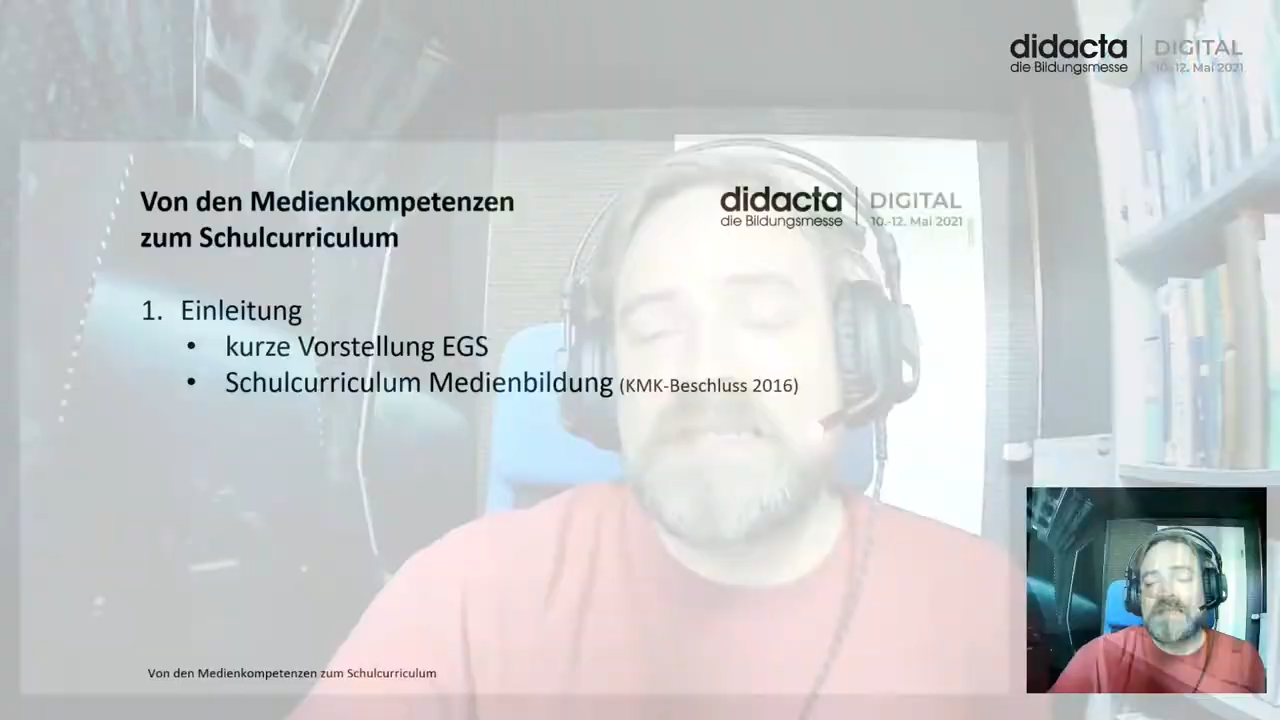 didacta DIGITAL
die Bildungsmesse 10.-12. Mai 2021
Von den Medienkompetenzen
zum Schulcurriculum
didacta DIGITAL
die Bildungsmesse 10.-12. Mai 2021
1. Einleitung
• kurze Vorstellung EGS
• Schulcurriculum Medienbildung (KMK-Beschluss 2016)
Von den Medienkompetenzen zum Schulcurriculum